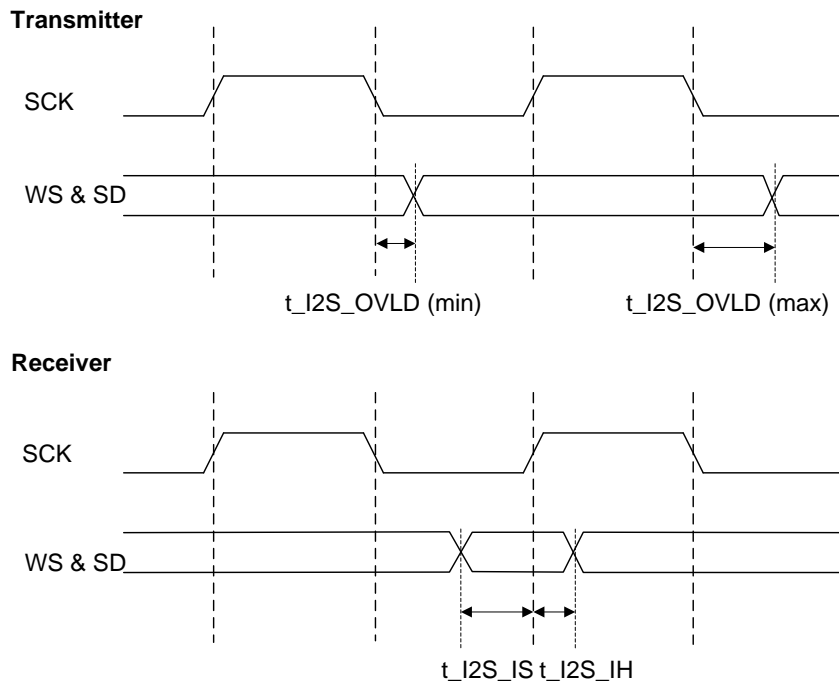 Transmitter
SCK
WS & SD
t_I2S_OVLD (min) t_I2S_OVLD (max)
Receiver
SCK
WS & SD
t_I2S_IS t_I2S_IH